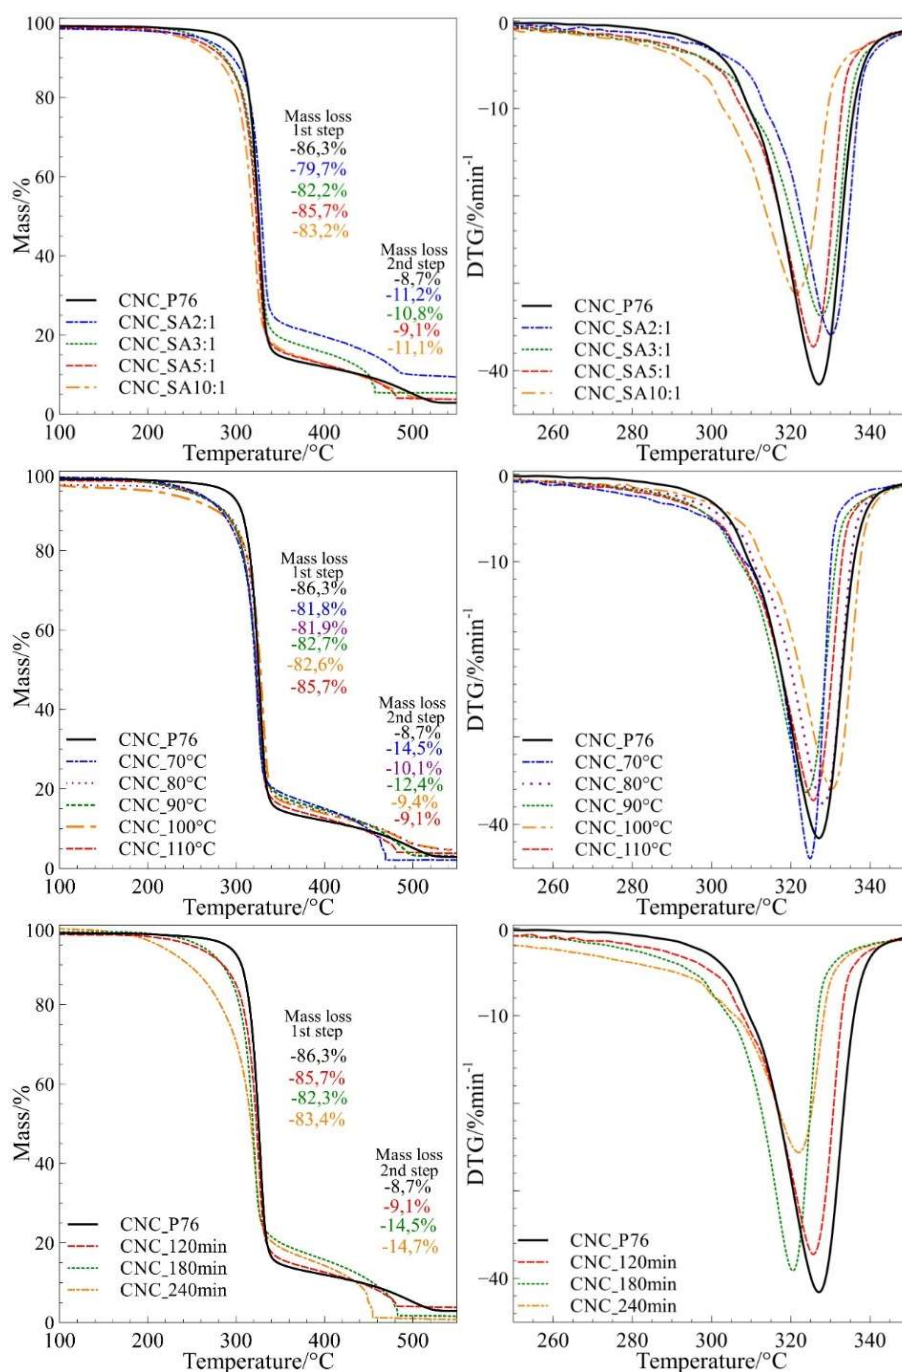 100
80
60
40
20
0
Mass/%
Mass loss
1st step
-86,3%
-79,7%
-82,2%
-85,7%
-83,2%
Mass loss
2nd step
-8,7%
-11,2%
-10,8%
-9,1%
-11,1%
CNC_P76
CNC_SA2:1
CNC_SA3:1
CNC_SA5:1
CNC_SA10:1
100 200 300 400 500
Temperature/°C
0
−10
−40
DTG/%min-1
CNC_P76
CNC_SA2:1
CNC_SA3:1
CNC_SA5:1
CNC_SA10:1
260 280 300 320 340
Temperature/°C
100
80
60
40
20
0
Mass/%
Mass loss
1st step
-86,3%
-81,8%
-81,9%
-82,7%
-82,6%
-85,7%
Mass loss
2nd step
-8,7%
-14,5%
-10,1%
-12,4%
-9,4%
-9,1%
CNC_P76
CNC_70°C
CNC_80°C
CNC_90°C
CNC_100°C
CNC_110°C
100 200 300 400 500
Temperature/°C
0
−10
−40
DTG/%min-1
CNC_P76
CNC_70°C
CNC_80°C
CNC_90°C
CNC_100°C
CNC_110°C
260 280 300 320 340
Temperature/°C
100
80
60
40
20
0
Mass/%
Mass loss
1st step
-86,3%
-85,7%
-82,3%
-83,4%
Mass loss
2nd step
-8,7%
-9,1%
-14,5%
-14,7%
CNC_P76
CNC_120min
CNC_180min
CNC_240min
100 200 300 400 500
Temperature/°C
0
−10
−40
DTG/%min-1
CNC_P76
CNC_120min
CNC_180min
CNC_240min
260 280 300 320 340
Temperature/°C